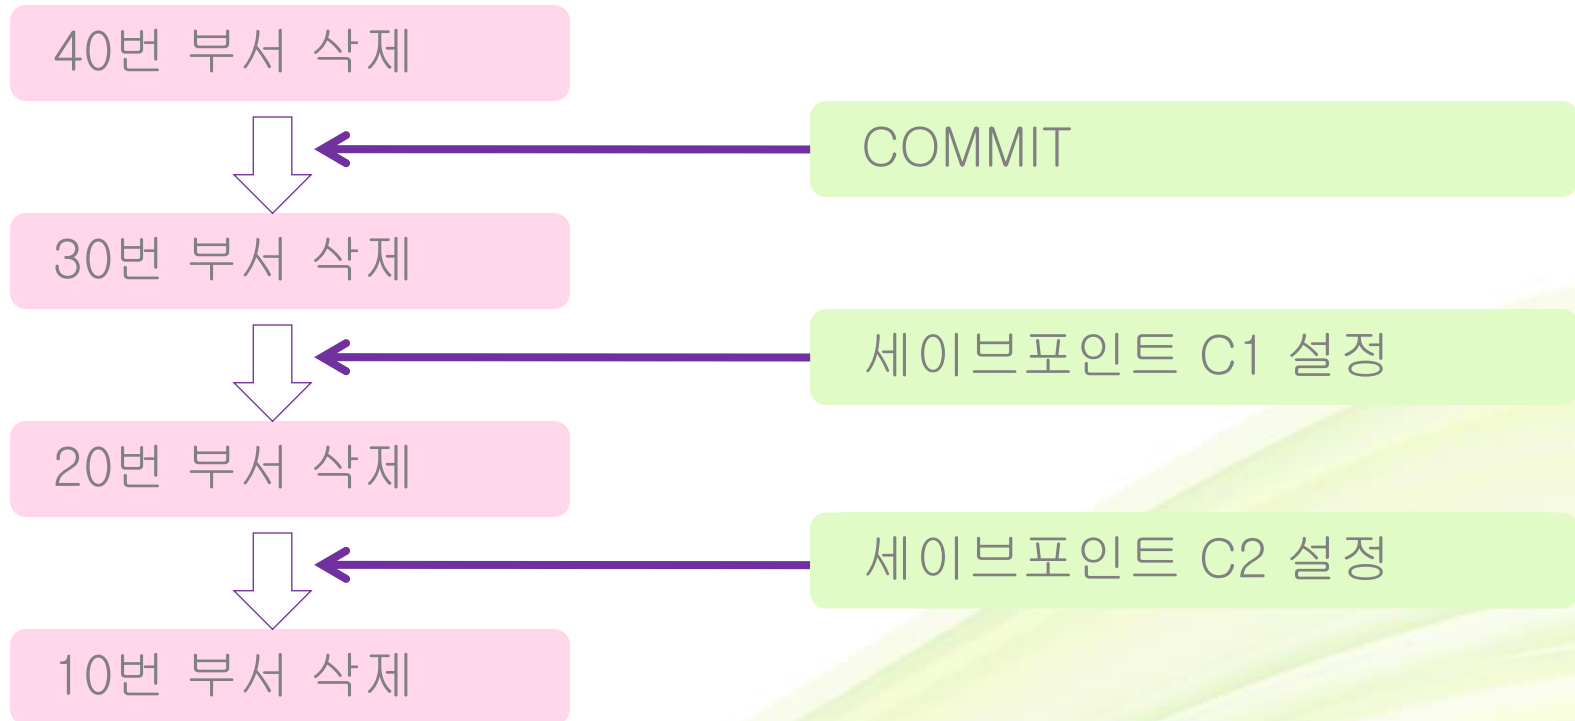 40번 부서 삭제
COMMIT
30번 부서 삭제
세이브포인트 C1 설정
20번 부서 삭제
세이브포인트 C2 설정
10번 부서 삭제